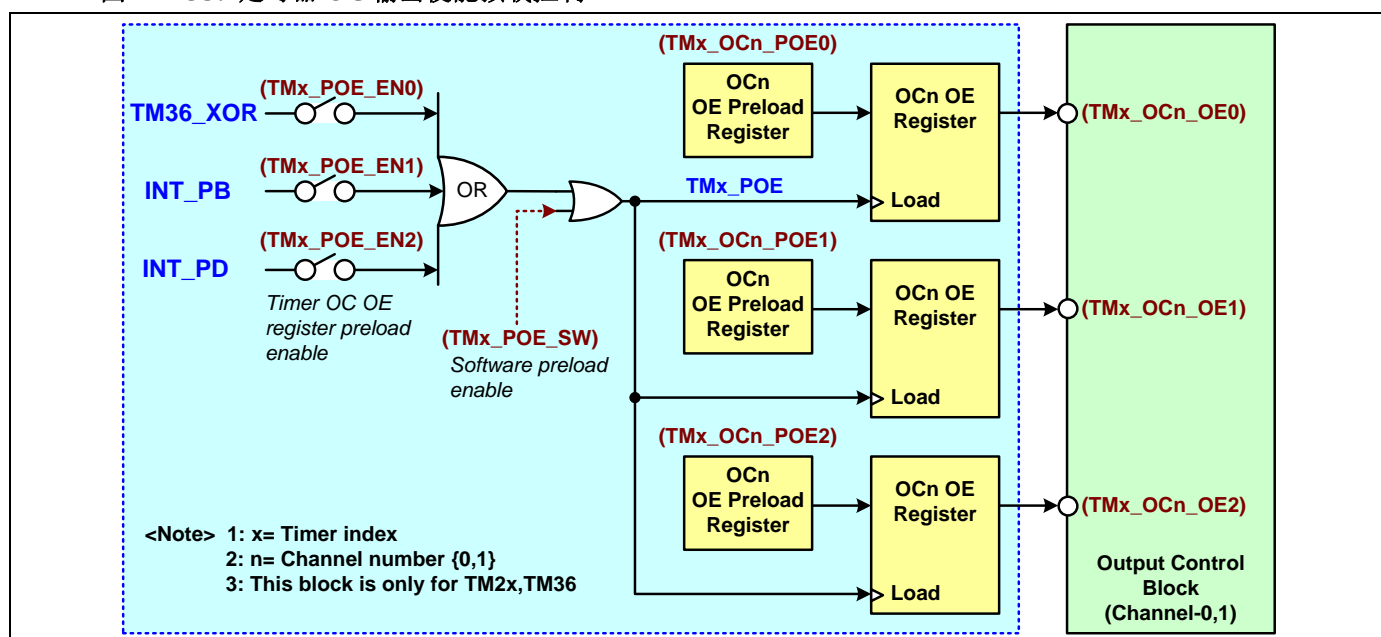 (TMx_OCn_POE0)
(TMx_POE_EN0)
TM36_XOR
OCn
OE Preload
Register
OCn OE
Register
(TMx_OCn_OE0)
(TMx_POE_EN1)
INT_PB
OR
TMx_POE
Load
(TMx_POE_EN2)
INT_PD
(TMx_OCn_POE1)
Timer OC OE
register preload
enable
OCn
OE Preload
Register
OCn OE
Register
(TMx_OCn_OE1)
(TMx_POE_SW)
Software preload
enable
Load
(TMx_OCn_POE2)
OCn
OE Preload
Register
OCn OE
Register
(TMx_OCn_OE2)
<Note> 1: x= Timer index
2: n= Channel number {0,1}
3: This block is only for TM2x,TM36
Load
Output Control
Block
(Channel-0,1)